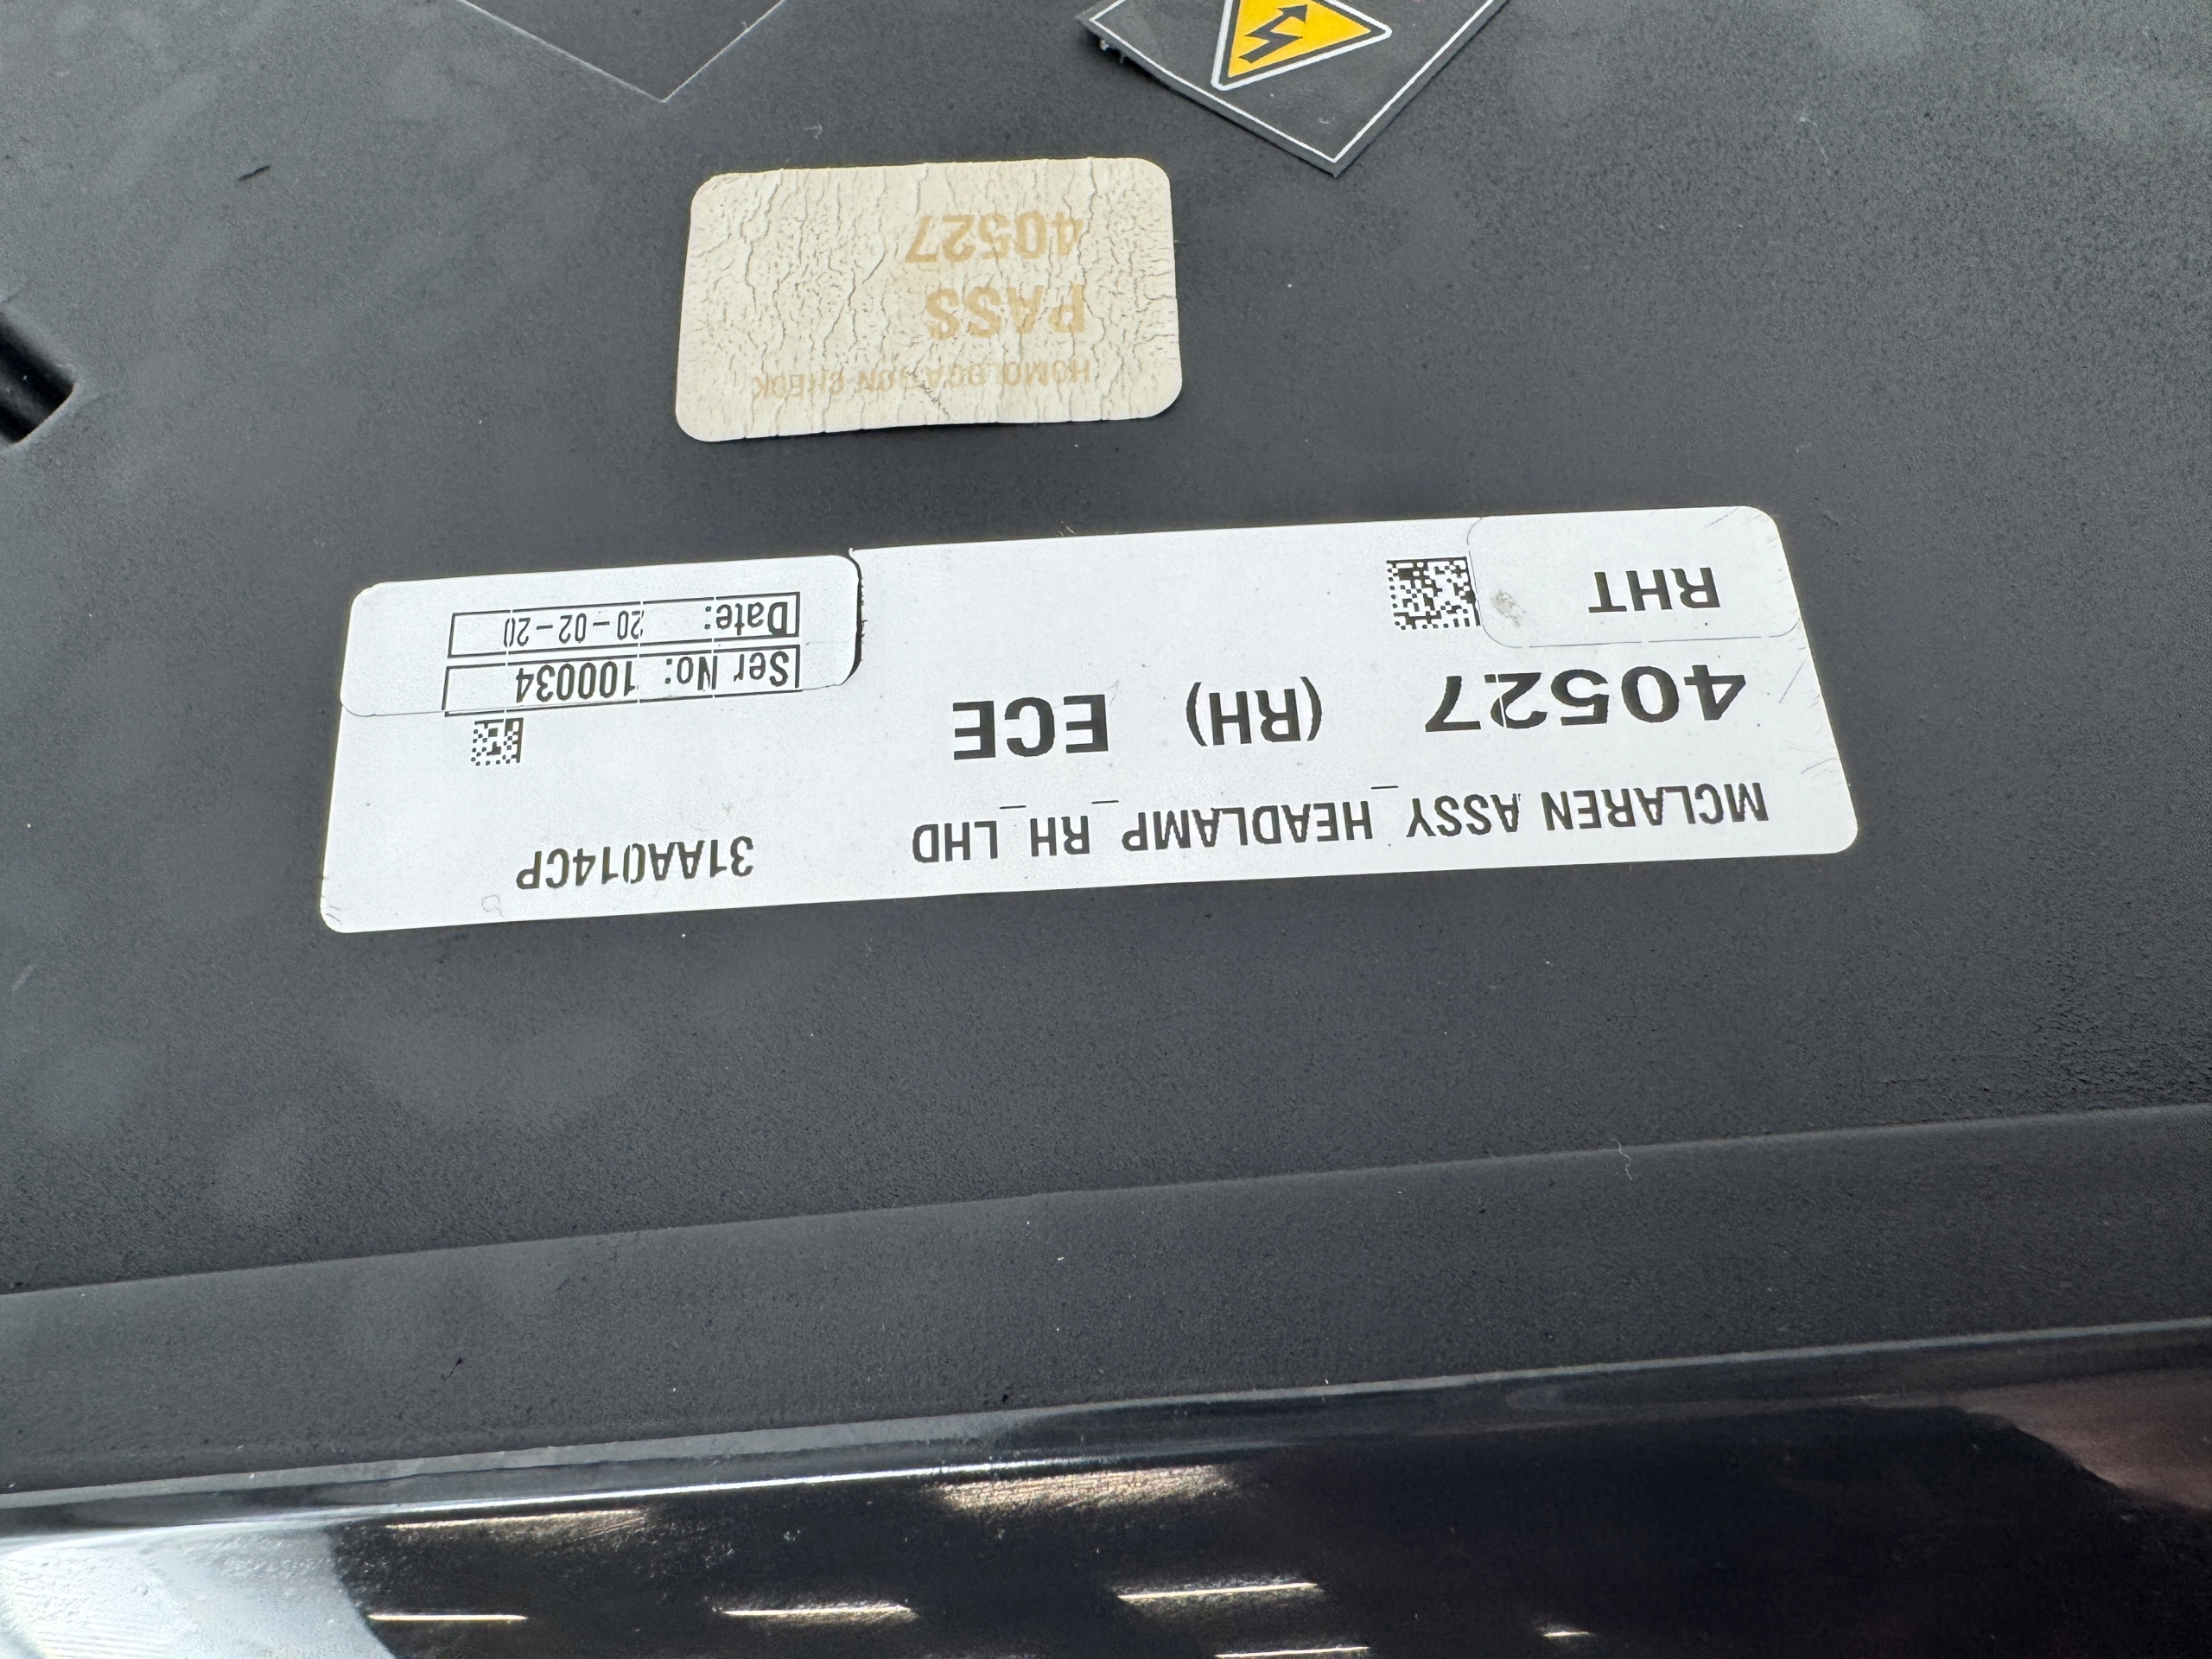 MCLAREN ASSY_HEADLAMP_RH_LHD 31AA014CP
40527 (RH) ECE
RHT
Ser No: 100034
Date: 20-02-20
HOMOLOGATION CHECK
PASS
40527